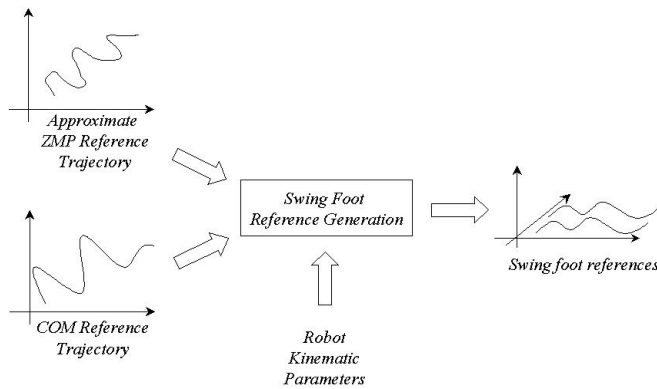 Approximate
ZMP Reference
Trajectory
Swing Foot
Reference Generation
Swing foot references
COM Reference
Trajectory
Robot
Kinematic
Parameters